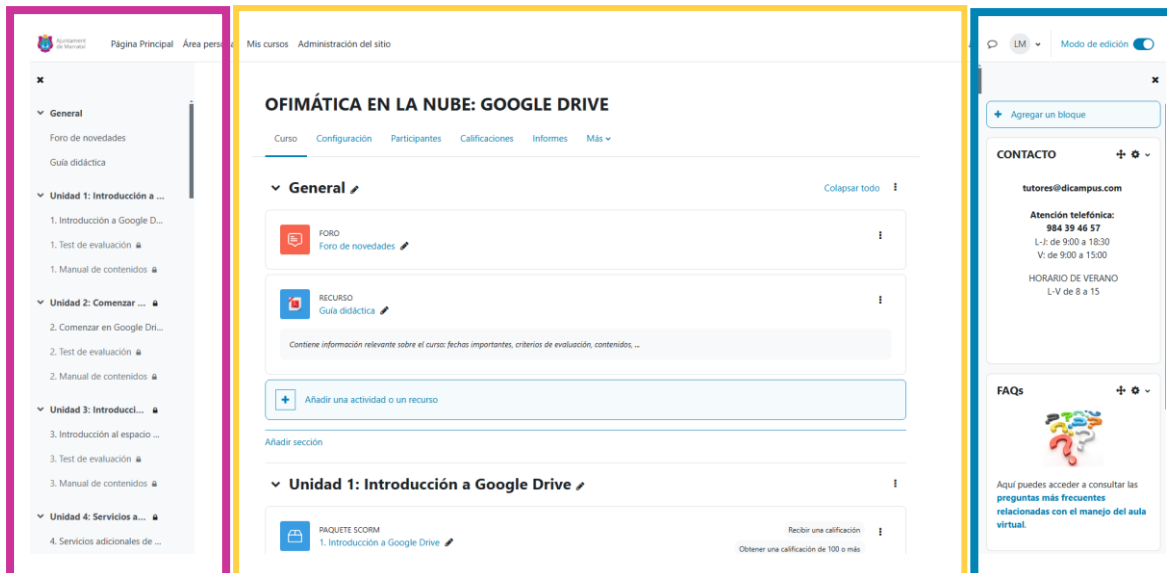 Ajuntament
de Marratxí
Página Principal
Área perso
Mis cursos
Administración del sitio
LM
Modo de edición
General
Foro de novedades
Guía didáctica
Unidad 1: Introducción a ...
1. Introducción a Google D...
1. Test de evaluación
1. Manual de contenidos
Unidad 2: Comenzar ...
2. Comenzar en Google Dri...
2. Test de evaluación
2. Manual de contenidos
Unidad 3: Introducci...
3. Introducción al espacio ...
3. Test de evaluación
3. Manual de contenidos
Unidad 4: Servicios a...
4. Servicios adicionales de ...
OFIMÁTICA EN LA NUBE: GOOGLE DRIVE
Curso
Configuración
Participantes
Calificaciones
Informes
Más
General
Colapsar todo
FORO
Foro de novedades
RECURSO
Guía didáctica
Contiene información relevante sobre el curso: fechas importantes, criterios de evaluación, contenidos, ...
Añadir una actividad o un recurso
Añadir sección
Unidad 1: Introducción a Google Drive
PAQUETE SCORM
1. Introducción a Google Drive
Recibir una calificación
Obtener una calificación de 100 o más
Agregar un bloque
CONTACTO
tutores@dicampus.com
Atención telefónica:
984 39 46 57
L-J: de 9:00 a 18:30
V: de 9:00 a 15:00
HORARIO DE VERANO
L-V de 8 a 15
FAQs
Aquí puedes acceder a consultar las
preguntas más frecuentes
relacionadas con el manejo del aula
virtual.